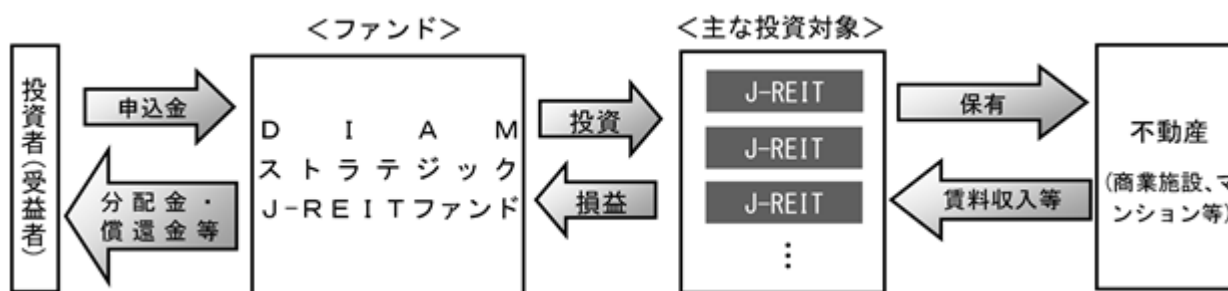 <ファンド>
<主な投資対象>
投資者(受益者)
申込金
分配金・
償還金等
DIAM
ストラテジック
J-REITファンド
投資
損益
J-REIT
J-REIT
J-REIT
⋮
保有
賃料収入等
不動産
(商業施設、マ
ンション等)